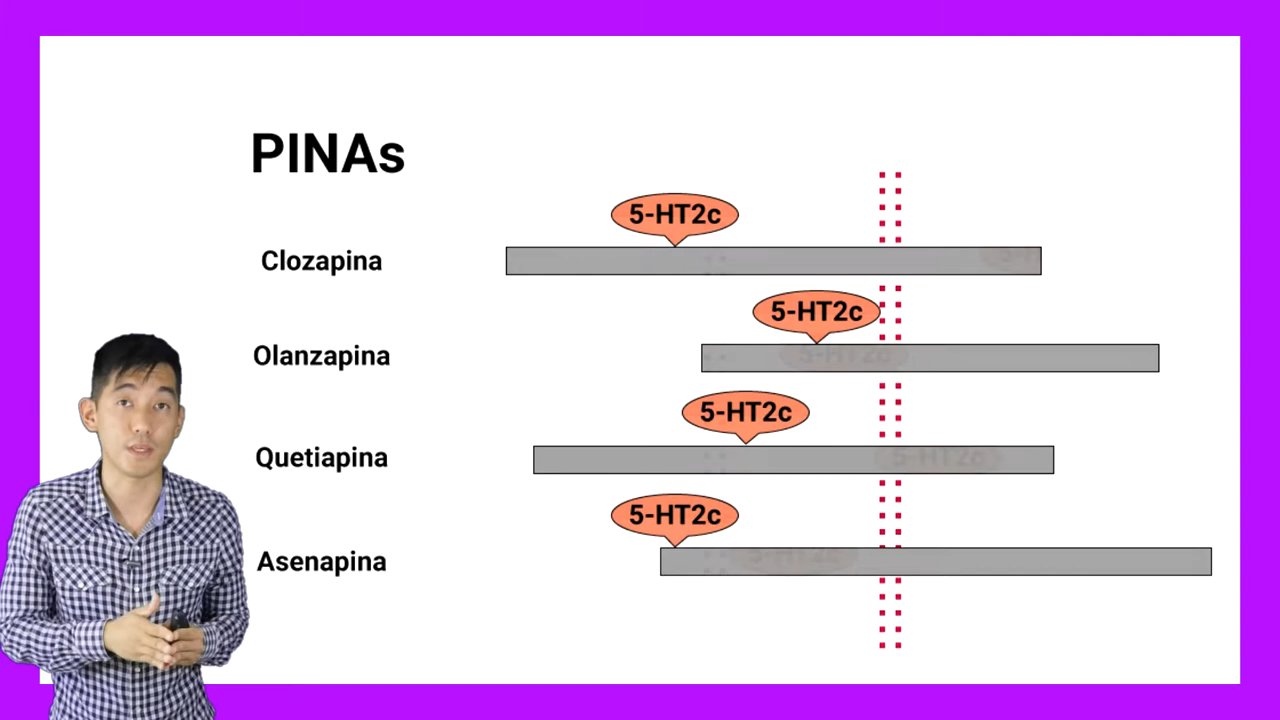 PINAs
5-HT2c
Clozapina
5-HT2c
Olanzapina
5-HT2c
Quetiapina
5-HT2c
Asenapina